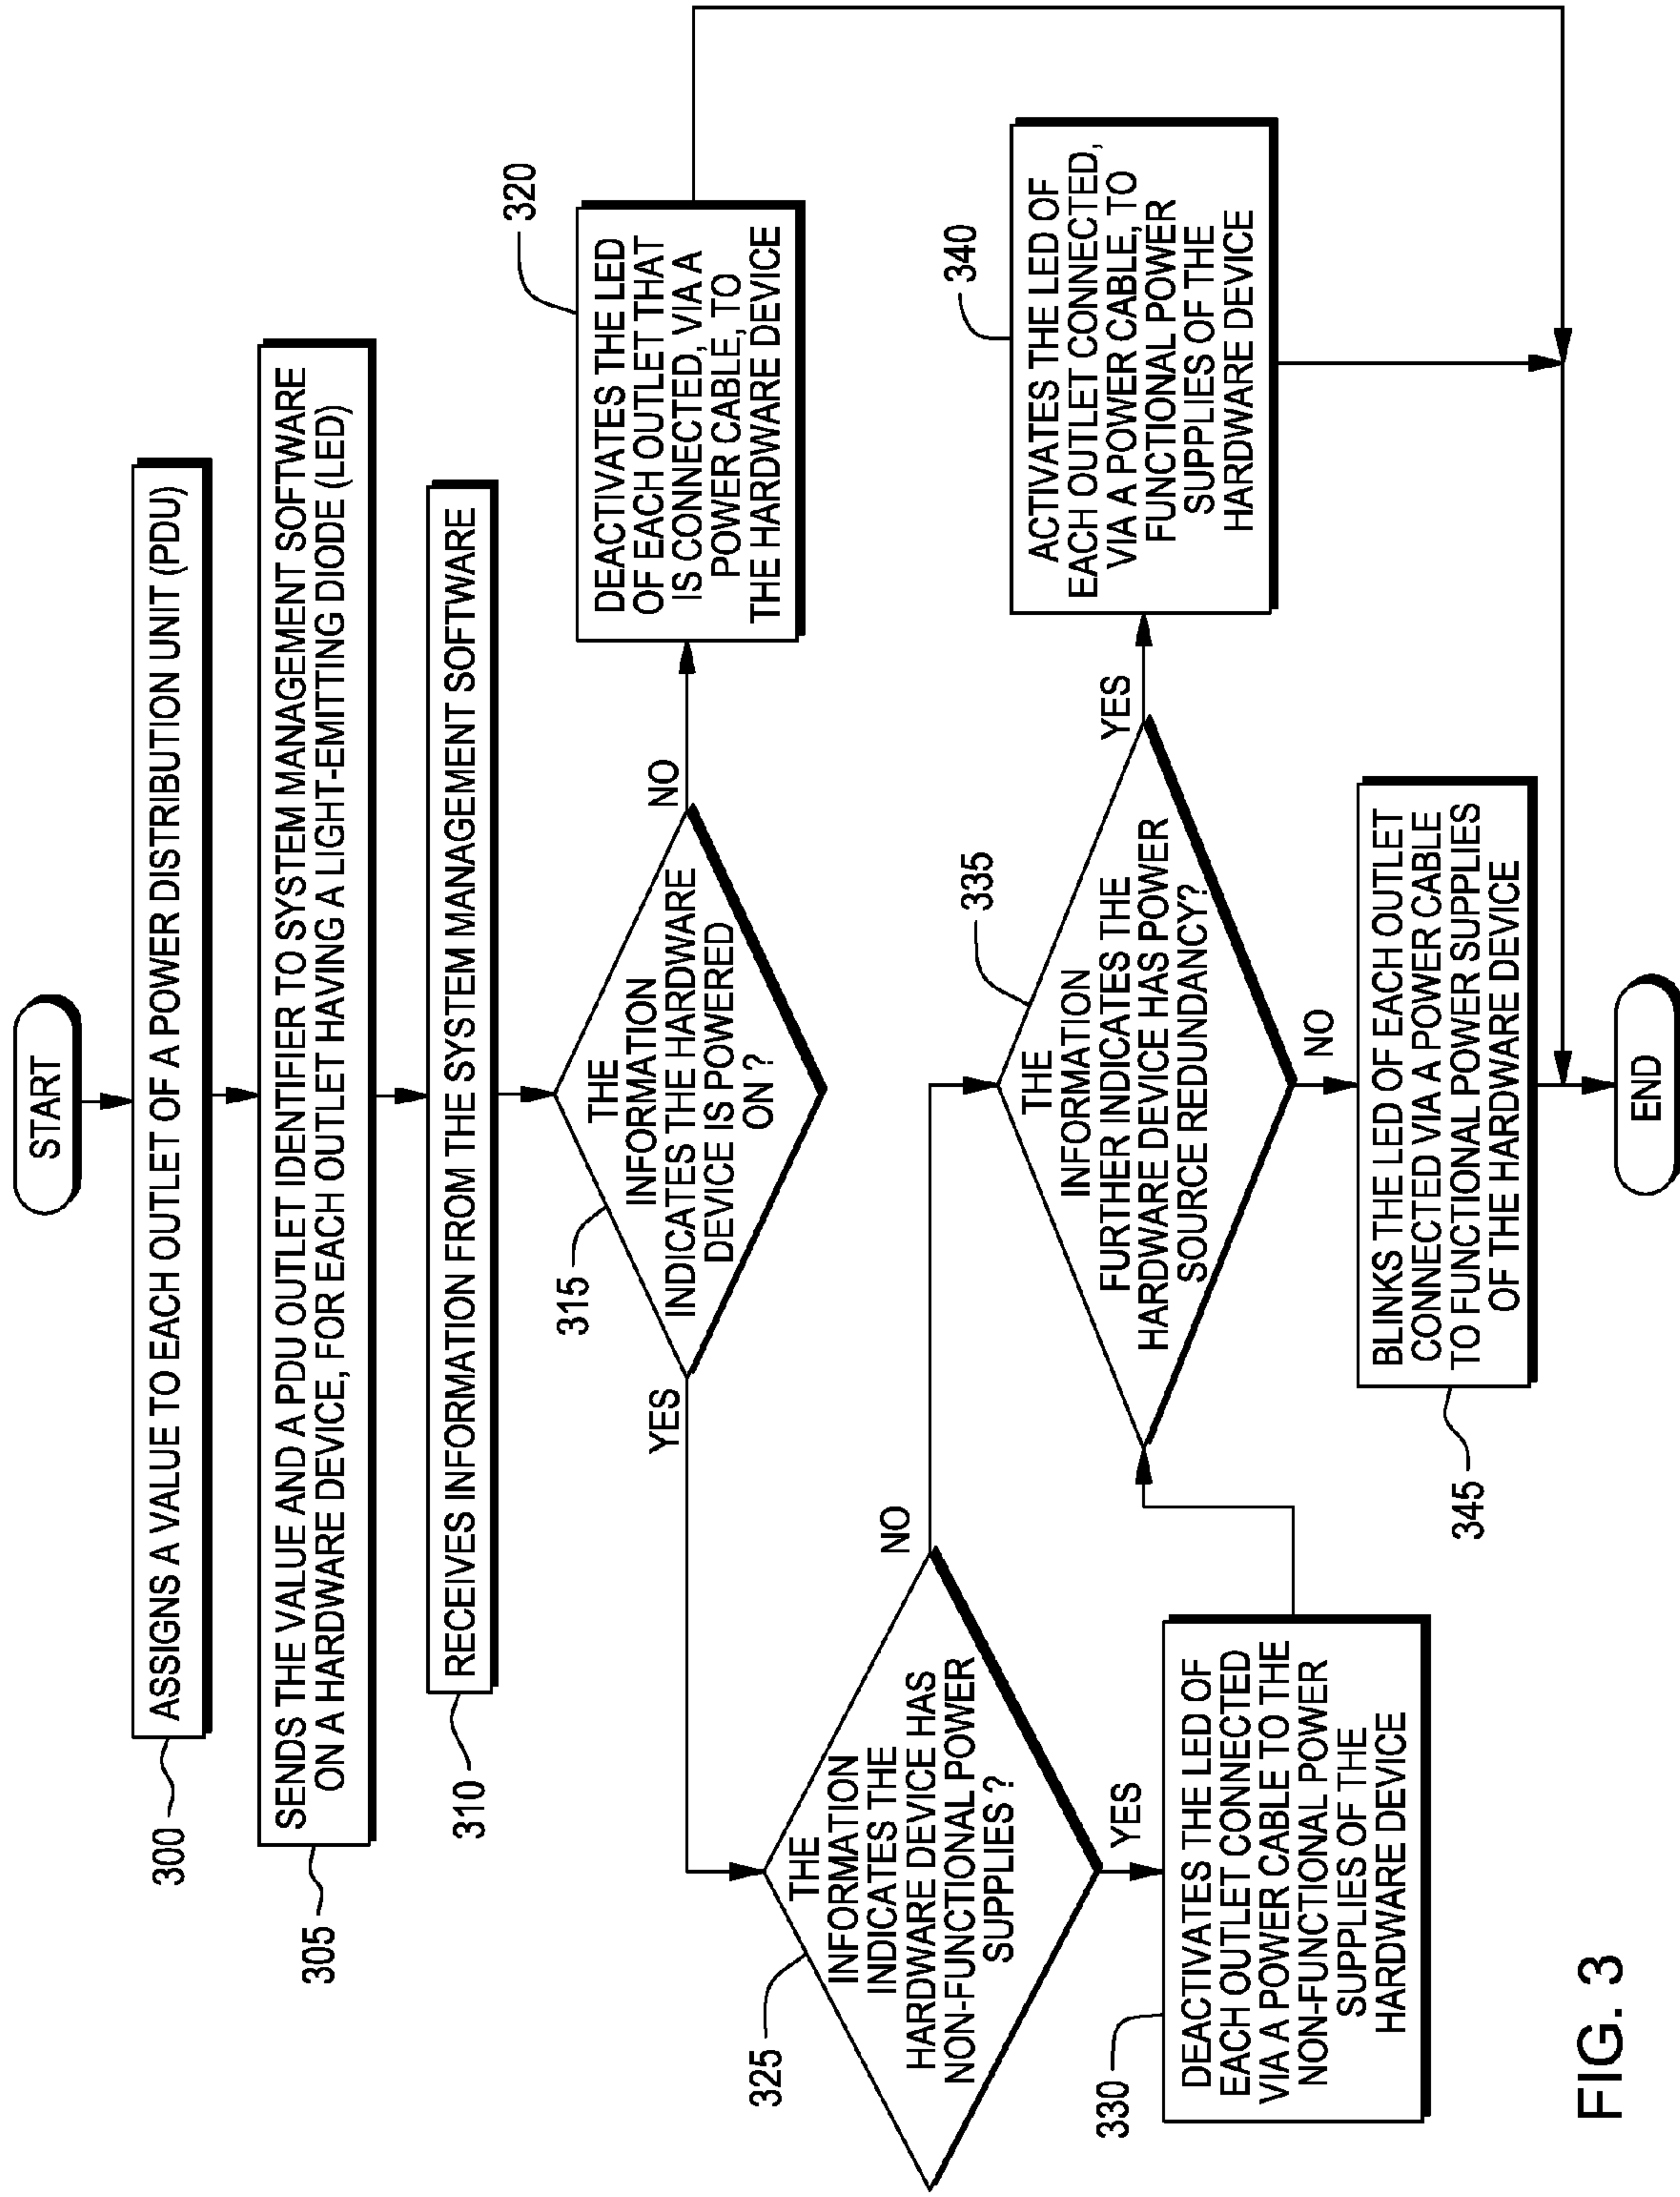 START
300
ASSIGNS A VALUE TO EACH OUTLET OF A POWER DISTRIBUTION UNIT (PDU)
305
SENDS THE VALUE AND A PDU OUTLET IDENTIFIER TO SYSTEM MANAGEMENT SOFTWARE
ON A HARDWARE DEVICE, FOR EACH OUTLET HAVING A LIGHT-EMITTING DIODE (LED)
310
RECEIVES INFORMATION FROM THE SYSTEM MANAGEMENT SOFTWARE
315
THE
INFORMATION
INDICATES THE HARDWARE
DEVICE IS POWERED
ON ?
YES
NO
320
DEACTIVATES THE LED
OF EACH OUTLET THAT
IS CONNECTED, VIA A
POWER CABLE, TO
THE HARDWARE DEVICE
325
THE
INFORMATION
INDICATES THE
HARDWARE DEVICE HAS
NON-FUNCTIONAL POWER
SUPPLIES ?
NO
YES
330
DEACTIVATES THE LED OF
EACH OUTLET CONNECTED
VIA A POWER CABLE TO THE
NON-FUNCTIONAL POWER
SUPPLIES OF THE
HARDWARE DEVICE
335
THE
INFORMATION
FURTHER INDICATES THE
HARDWARE DEVICE HAS POWER
SOURCE REDUNDANCY?
YES
NO
340
ACTIVATES THE LED OF
EACH OUTLET CONNECTED,
VIA A POWER CABLE, TO
FUNCTIONAL POWER
SUPPLIES OF THE
HARDWARE DEVICE
345
BLINKS THE LED OF EACH OUTLET
CONNECTED VIA A POWER CABLE
TO FUNCTIONAL POWER SUPPLIES
OF THE HARDWARE DEVICE
END
FIG. 3